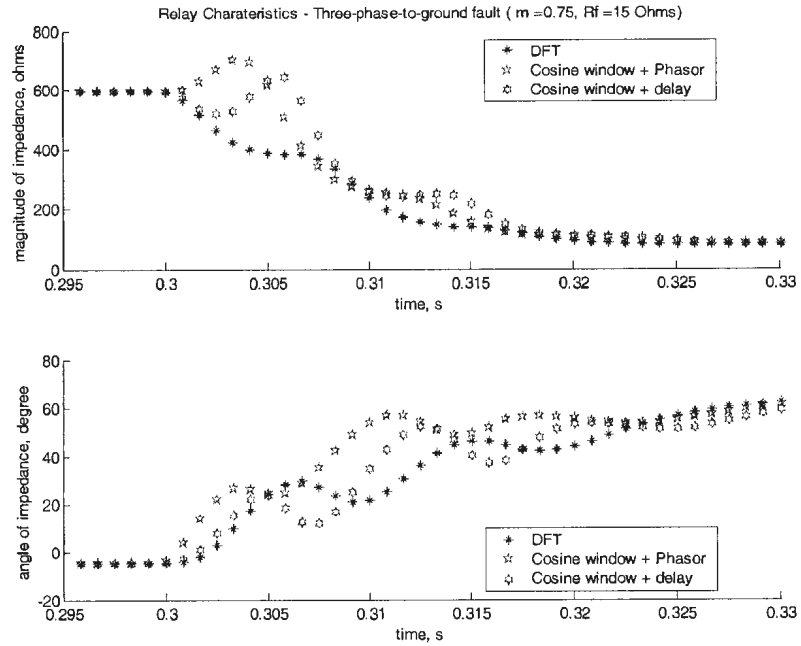 Relay Charateristics - Three-phase-to-ground fault ( m =0.75, Rf =15 Ohms)
800
600
400
200
0
magnitude of impedance, ohms
DFT
Cosine window + Phasor
Cosine window + delay
0.295 0.3 0.305 0.31 0.315 0.32 0.325 0.33
time, s
80
60
40
20
0
-20
angle of impedance, degree
DFT
Cosine window + Phasor
Cosine window + delay
0.295 0.3 0.305 0.31 0.315 0.32 0.325 0.33
time, s